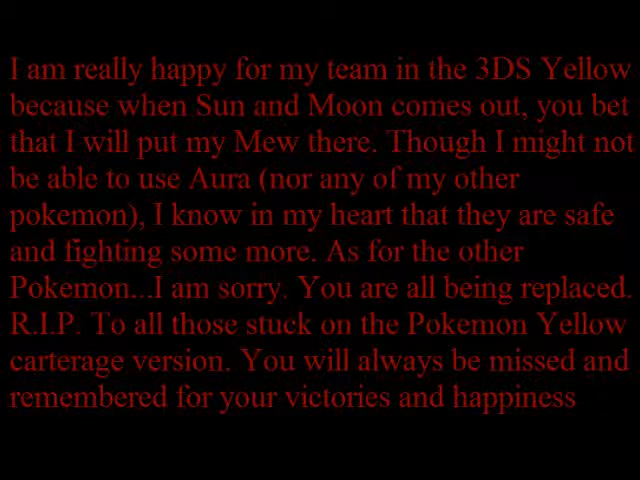 I am really happy for my team in the 3DS Yellow
because when Sun and Moon comes out, you bet
that I will put my Mew there. Though I might not
be able to use Aura (nor any of my other
pokemon), I know in my heart that they are safe
and fighting some more. As for the other
Pokemon...I am sorry. You are all being replaced.
R.I.P. To all those stuck on the Pokemon Yellow
carterage version. You will always be missed and
remembered for your victories and happiness